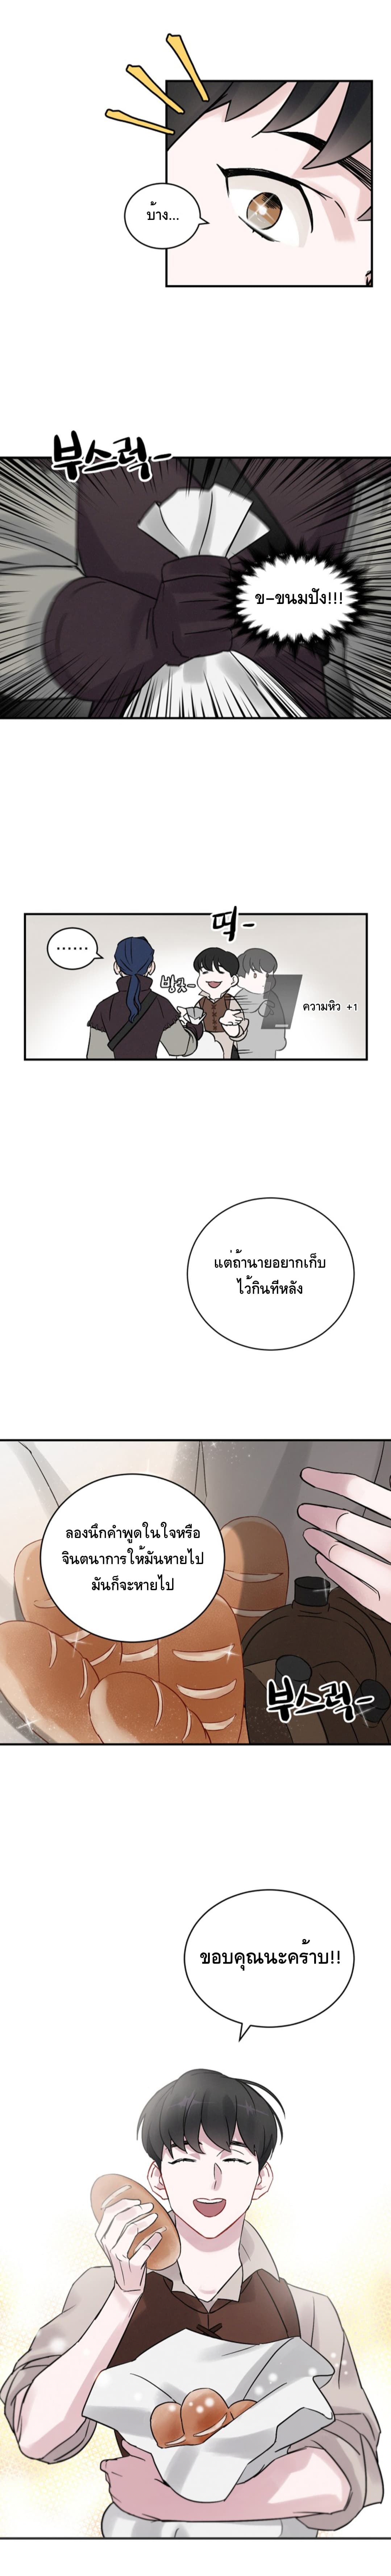 บ้าง...
부스럭-
ข-ขนมปัง!!!
띡-
......
방긋-
ความหิว +1
แต่ถ้านายอยากเก็บ
ไว้กินทีหลัง
ลองนึกคำพูดในใจหรือ
จินตนาการให้มันหายไป
มันก็จะหายไป
부스럭-
ขอบคุณนะคร้าบ!!